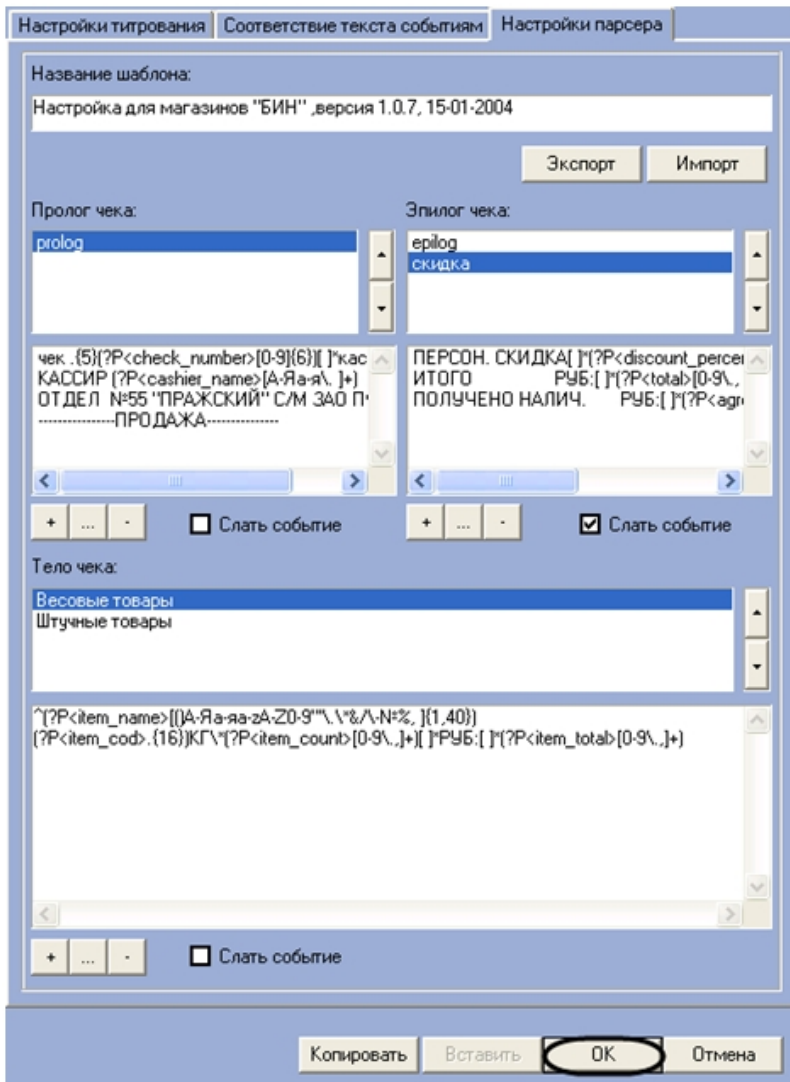 Настройки титрования
Соответствие текста событиям
Настройки парсера
Название шаблона:
Настройка для магазинов "БИН" ,версия 1.0.7, 15-01-2004
Экспорт
Импорт
Пролог чека:
Эпилог чека:
prolog
epilog
скидка
чек .{5}(?P<check_number>[0-9]{6})[ ]*кас
КАССИР (?P<cashier_name>[А-Яа-я\. ]+)
ОТДЕЛ №55 "ПРАЖСКИЙ" С/М ЗАО
----------------ПРОДАЖА---------------
ПЕРСОН. СКИДКА[ ]*(?P<discount_percer
ИТОГО РУБ:[ ]*(?P<total>[0-9\.,
ПОЛУЧЕНО НАЛИЧ. РУБ:[ ]*(?P<agr
+ ... -
Слать событие
+ ... -
Слать событие
Тело чека:
Весовые товары
Штучные товары
^(?P<item_name>[()А-Яа-яa-zA-Z0-9""\.\*&/\-№%, ]{1,40})
(?P<item_cod>.{16})КГ\*(?P<item_count>[0-9\.,]+)[ ]*РУБ:[ ]*(?P<item_total>[0-9\.,]+)
+ ... -
Слать событие
Копировать
Вставить
OK
Отмена